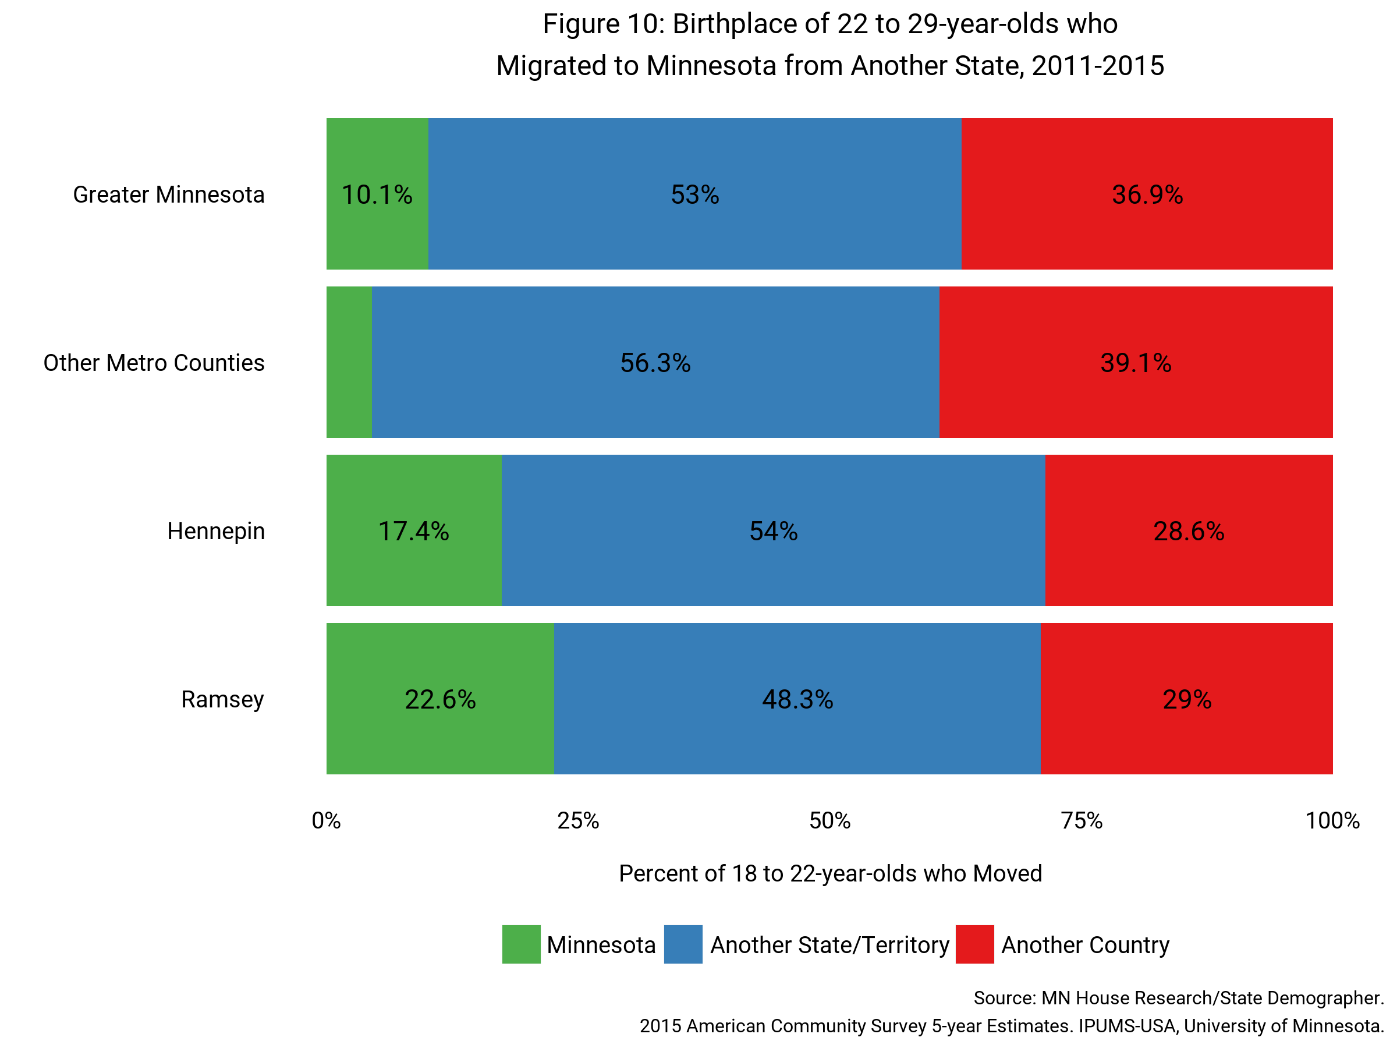 Figure 10: Birthplace of 22 to 29-year-olds who
Migrated to Minnesota from Another State, 2011-2015
Greater Minnesota 10.1% 53% 36.9%
Other Metro Counties 56.3% 39.1%
Hennepin 17.4% 54% 28.6%
Ramsey 22.6% 48.3% 29%
0% 25% 50% 75% 100%
Percent of 18 to 22-year-olds who Moved
Minnesota Another State/Territory Another Country
Source: MN House Research/State Demographer.
2015 American Community Survey 5-year Estimates. IPUMS-USA, University of Minnesota.